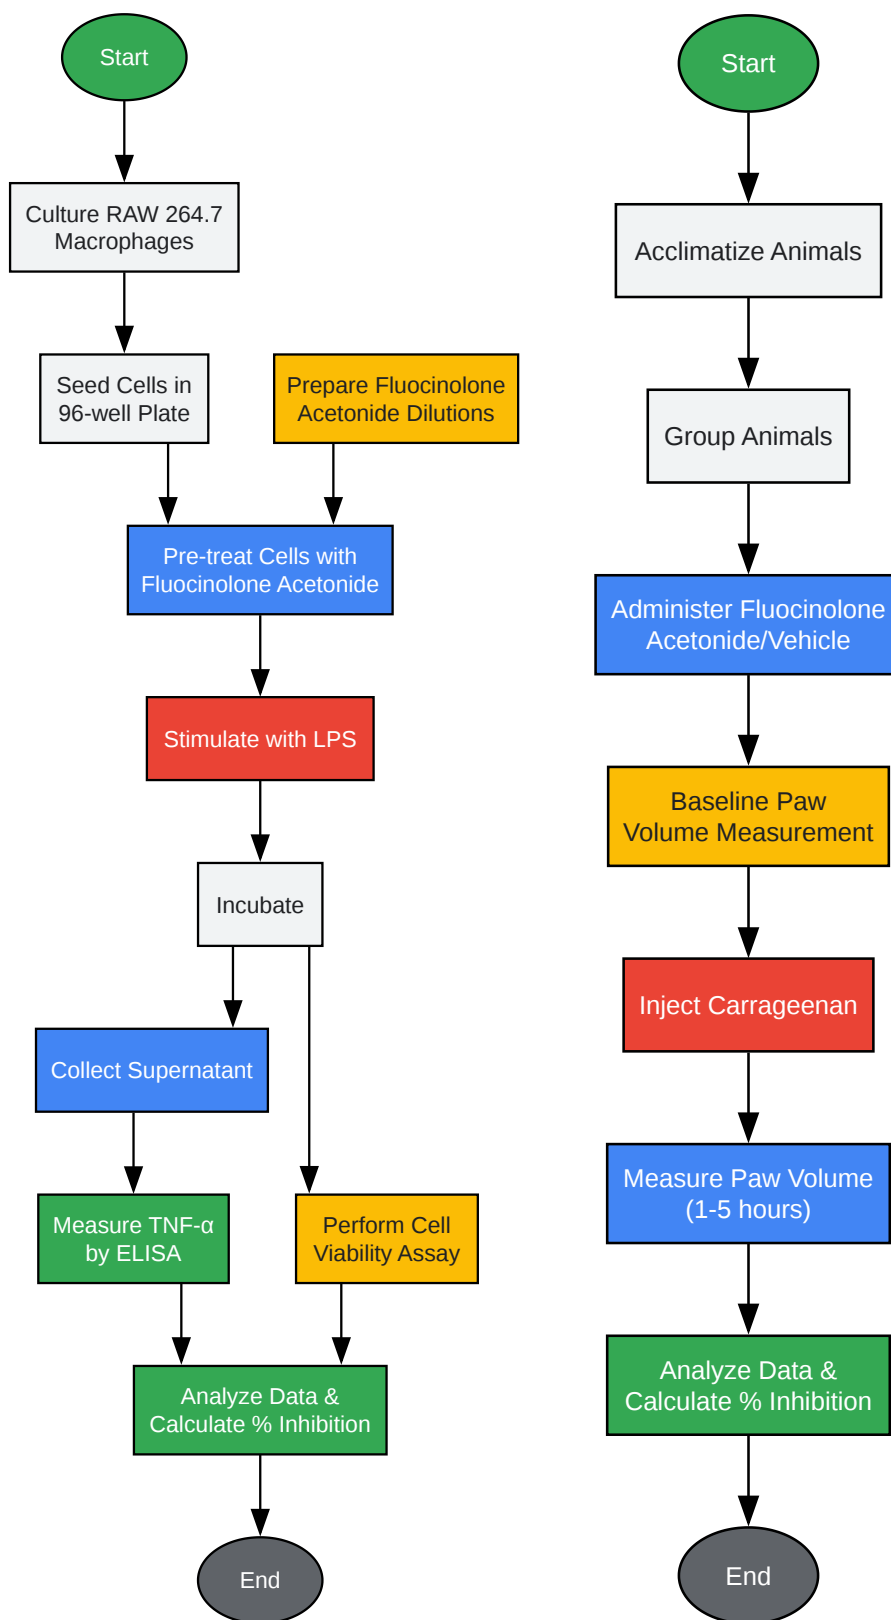 Start
Culture RAW 264.7
Macrophages
Seed Cells in
96-well Plate
Prepare Fluocinolone
Acetonide Dilutions
Pre-treat Cells with
Fluocinolone Acetonide
Stimulate with LPS
Incubate
Collect Supernatant
Measure TNF-α
by ELISA
Perform Cell
Viability Assay
Analyze Data &
Calculate % Inhibition
End
Start
Acclimatize Animals
Group Animals
Administer Fluocinolone
Acetonide/Vehicle
Baseline Paw
Volume Measurement
Inject Carrageenan
Measure Paw Volume
(1-5 hours)
Analyze Data &
Calculate % Inhibition
End